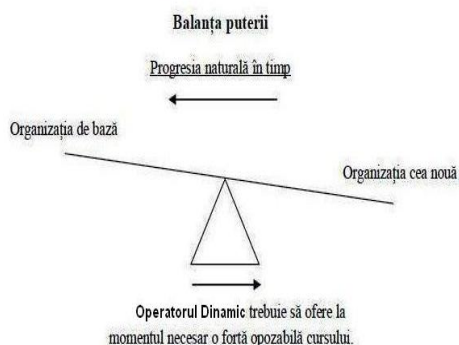 Balanța puterii
Progresia naturală în timp
Organizația de bază
Organizația cea nouă
Operatorul Dinamic trebuie să ofere la
momentul necesar o forță opozabilă cursului.